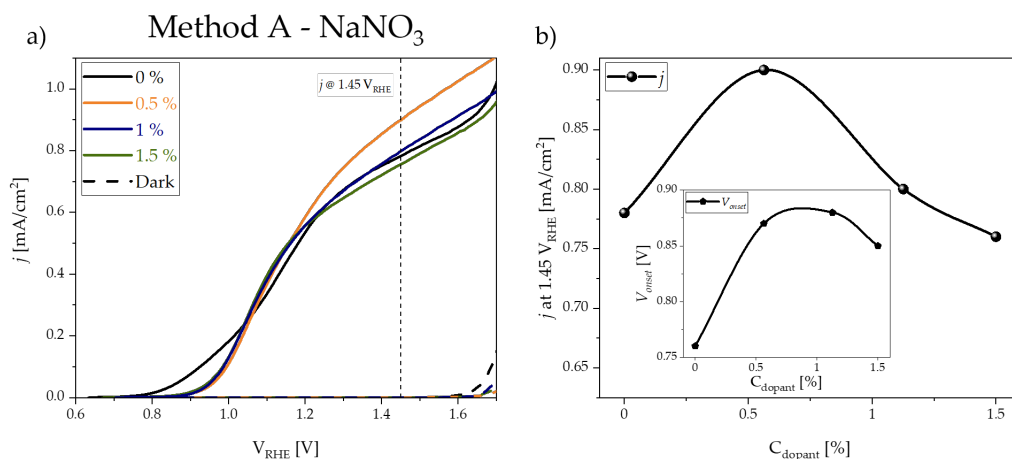 Method A - NaNO3
a)
0 %
0.5 %
1 %
1.5 %
Dark
j @ 1.45 VRHE
1.0
0.8
0.6
0.4
0.2
0.0
j [mA/cm2]
0.6
0.8
1.0
1.2
1.4
1.6
VRHE [V]
b)
j
0.90
0.85
0.80
0.75
0.70
0.65
j at 1.45 VRHE [mA/cm2]
0
0.5
1
1.5
Cdopant [%]
Vonset
0.90
0.85
0.80
0.75
Vonset [V]
0
0.5
1.0
1.5
Cdopant [%]